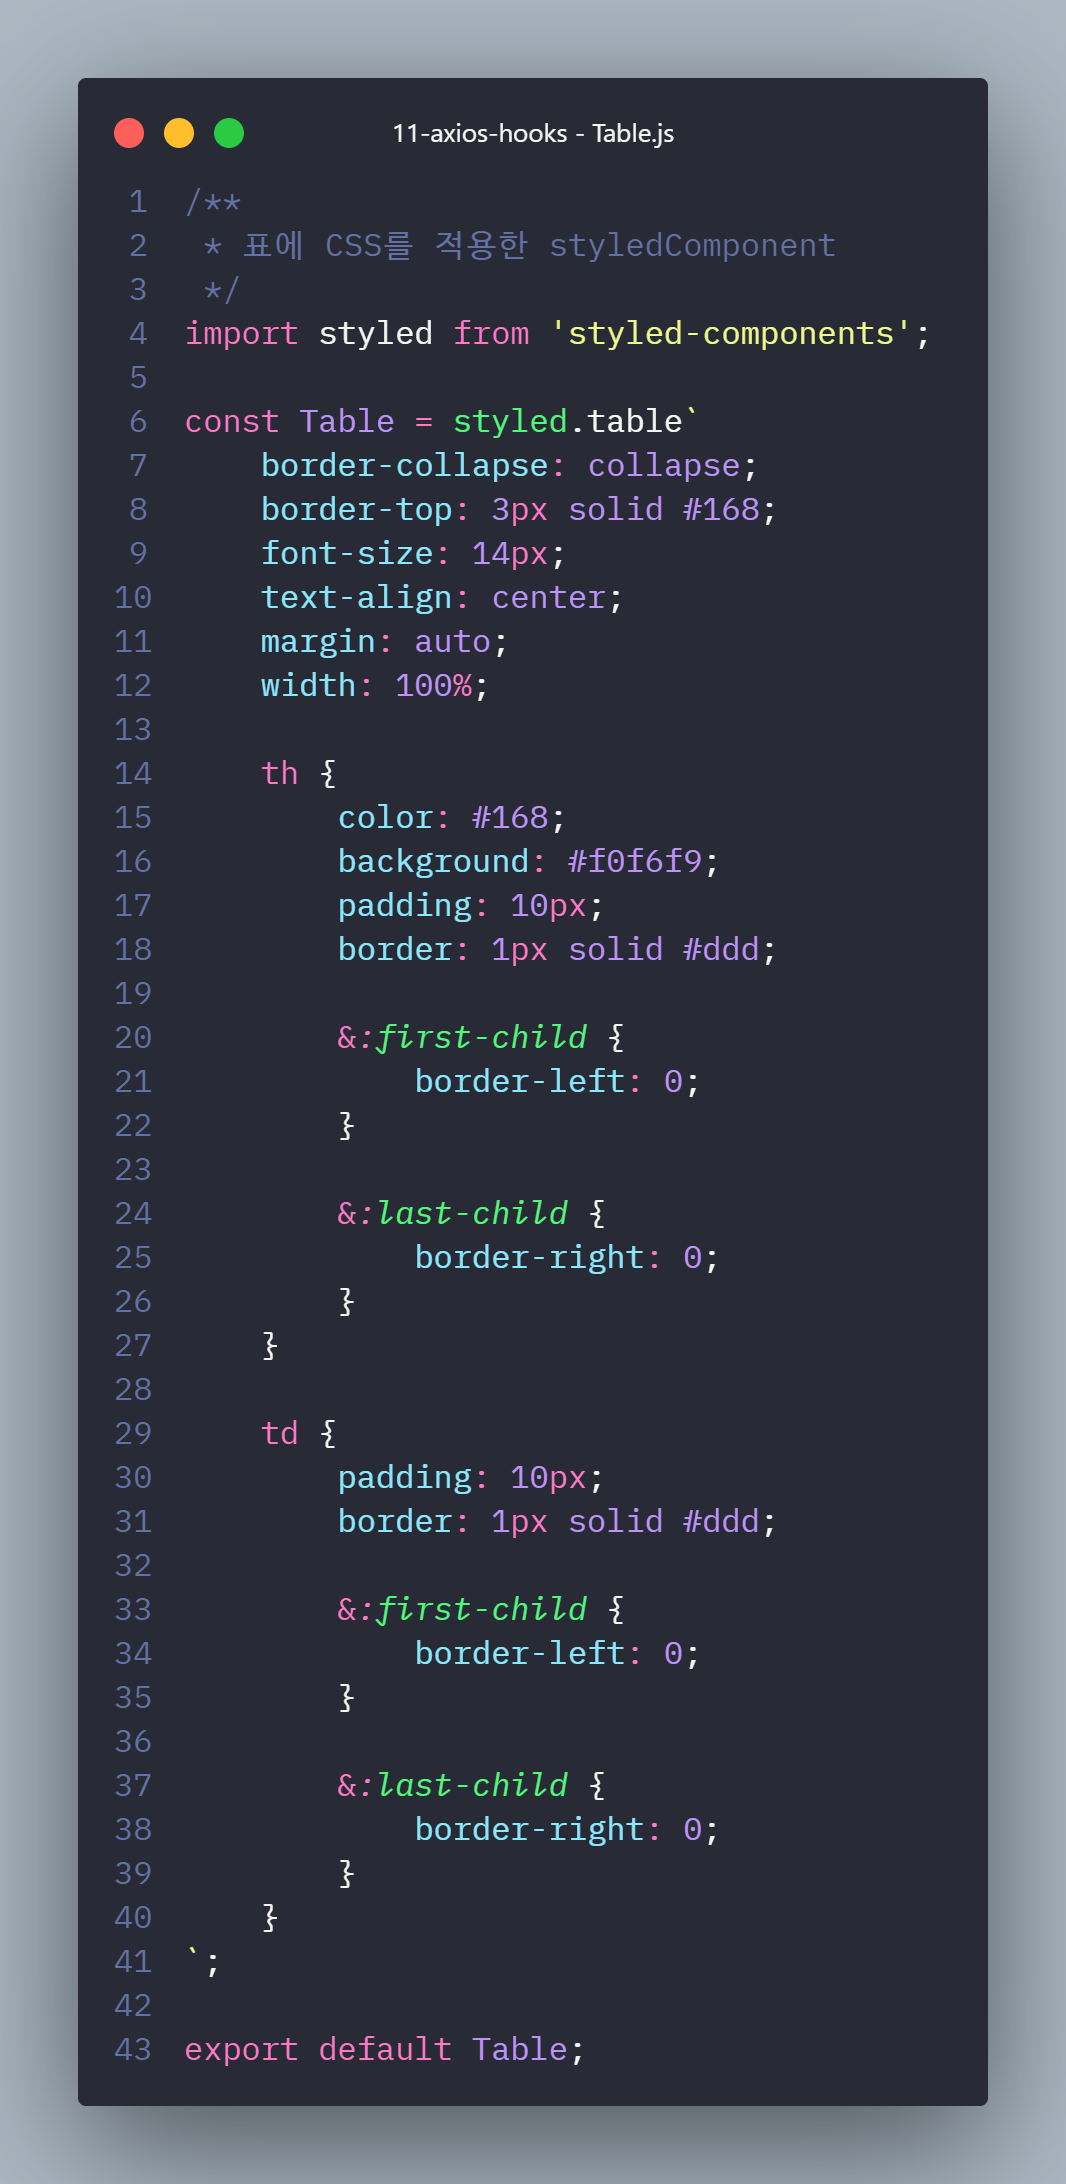 11-axios-hooks - Table.js
1 /**
2  * 표에 CSS를 적용한 styledComponent
3  */
4 import styled from 'styled-components';
5
6 const Table = styled.table`
7     border-collapse: collapse;
8     border-top: 3px solid #168;
9     font-size: 14px;
10     text-align: center;
11     margin: auto;
12     width: 100%;
13
14     th {
15         color: #168;
16         background: #f0f6f9;
17         padding: 10px;
18         border: 1px solid #ddd;
19
20         &:first-child {
21             border-left: 0;
22         }
23
24         &:last-child {
25             border-right: 0;
26         }
27     }
28
29     td {
30         padding: 10px;
31         border: 1px solid #ddd;
32
33         &:first-child {
34             border-left: 0;
35         }
36
37         &:last-child {
38             border-right: 0;
39         }
40     }
41 `;
42
43 export default Table;